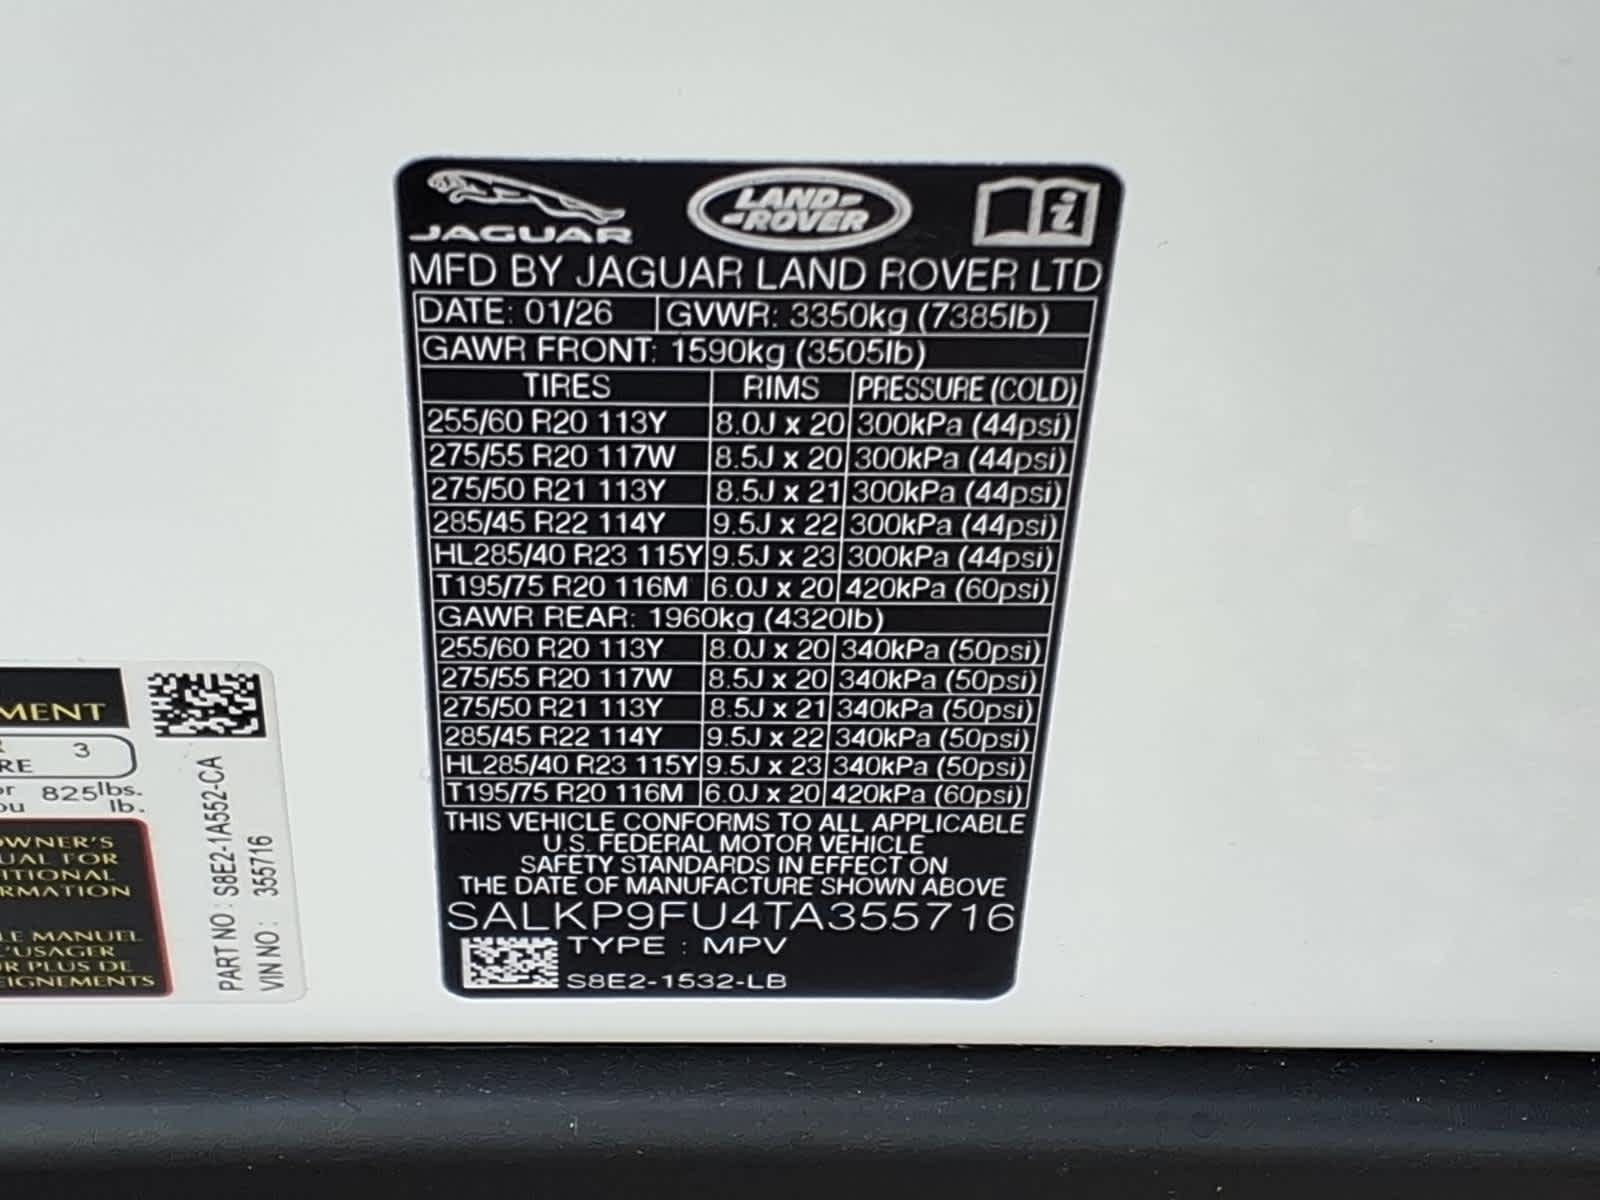 JAGUAR
LAND-
-ROVER
i
MFD BY JAGUAR LAND ROVER LTD
DATE: 01/26 GVWR: 3350kg (7385lb)
GAWR FRONT: 1590kg (3505lb)
TIRES RIMS PRESSURE (COLD)
255/60 R20 113Y 8.0J x 20 300kPa (44psi)
275/55 R20 117W 8.5J x 20 300kPa (44psi)
275/50 R21 113Y 8.5J x 21 300kPa (44psi)
285/45 R22 114Y 9.5J x 22 300kPa (44psi)
HL285/40 R23 115Y 9.5J x 23 300kPa (44psi)
T195/75 R20 116M 6.0J x 20 420kPa (60psi)
GAWR REAR: 1960kg (4320lb)
255/60 R20 113Y 8.0J x 20 340kPa (50psi)
275/55 R20 117W 8.5J x 20 340kPa (50psi)
275/50 R21 113Y 8.5J x 21 340kPa (50psi)
285/45 R22 114Y 9.5J x 22 340kPa (50psi)
HL285/40 R23 115Y 9.5J x 23 340kPa (50psi)
T195/75 R20 116M 6.0J x 20 420kPa (60psi)
THIS VEHICLE CONFORMS TO ALL APPLICABLE
U.S. FEDERAL MOTOR VEHICLE
SAFETY STANDARDS IN EFFECT ON
THE DATE OF MANUFACTURE SHOWN ABOVE
SALKP9FU4TA355716
TYPE : MPV
S8E2-1532-LB
MENT
R 3
RE
or 825 lbs.
ou lb.
OWNER'S
UAL FOR
ITIONAL
ORMATION
LE MANUEL
L'USAGER
R PLUS DE
EIGNEMENTS
PART NO : S8E2-1A552-CA
VIN NO : 355716